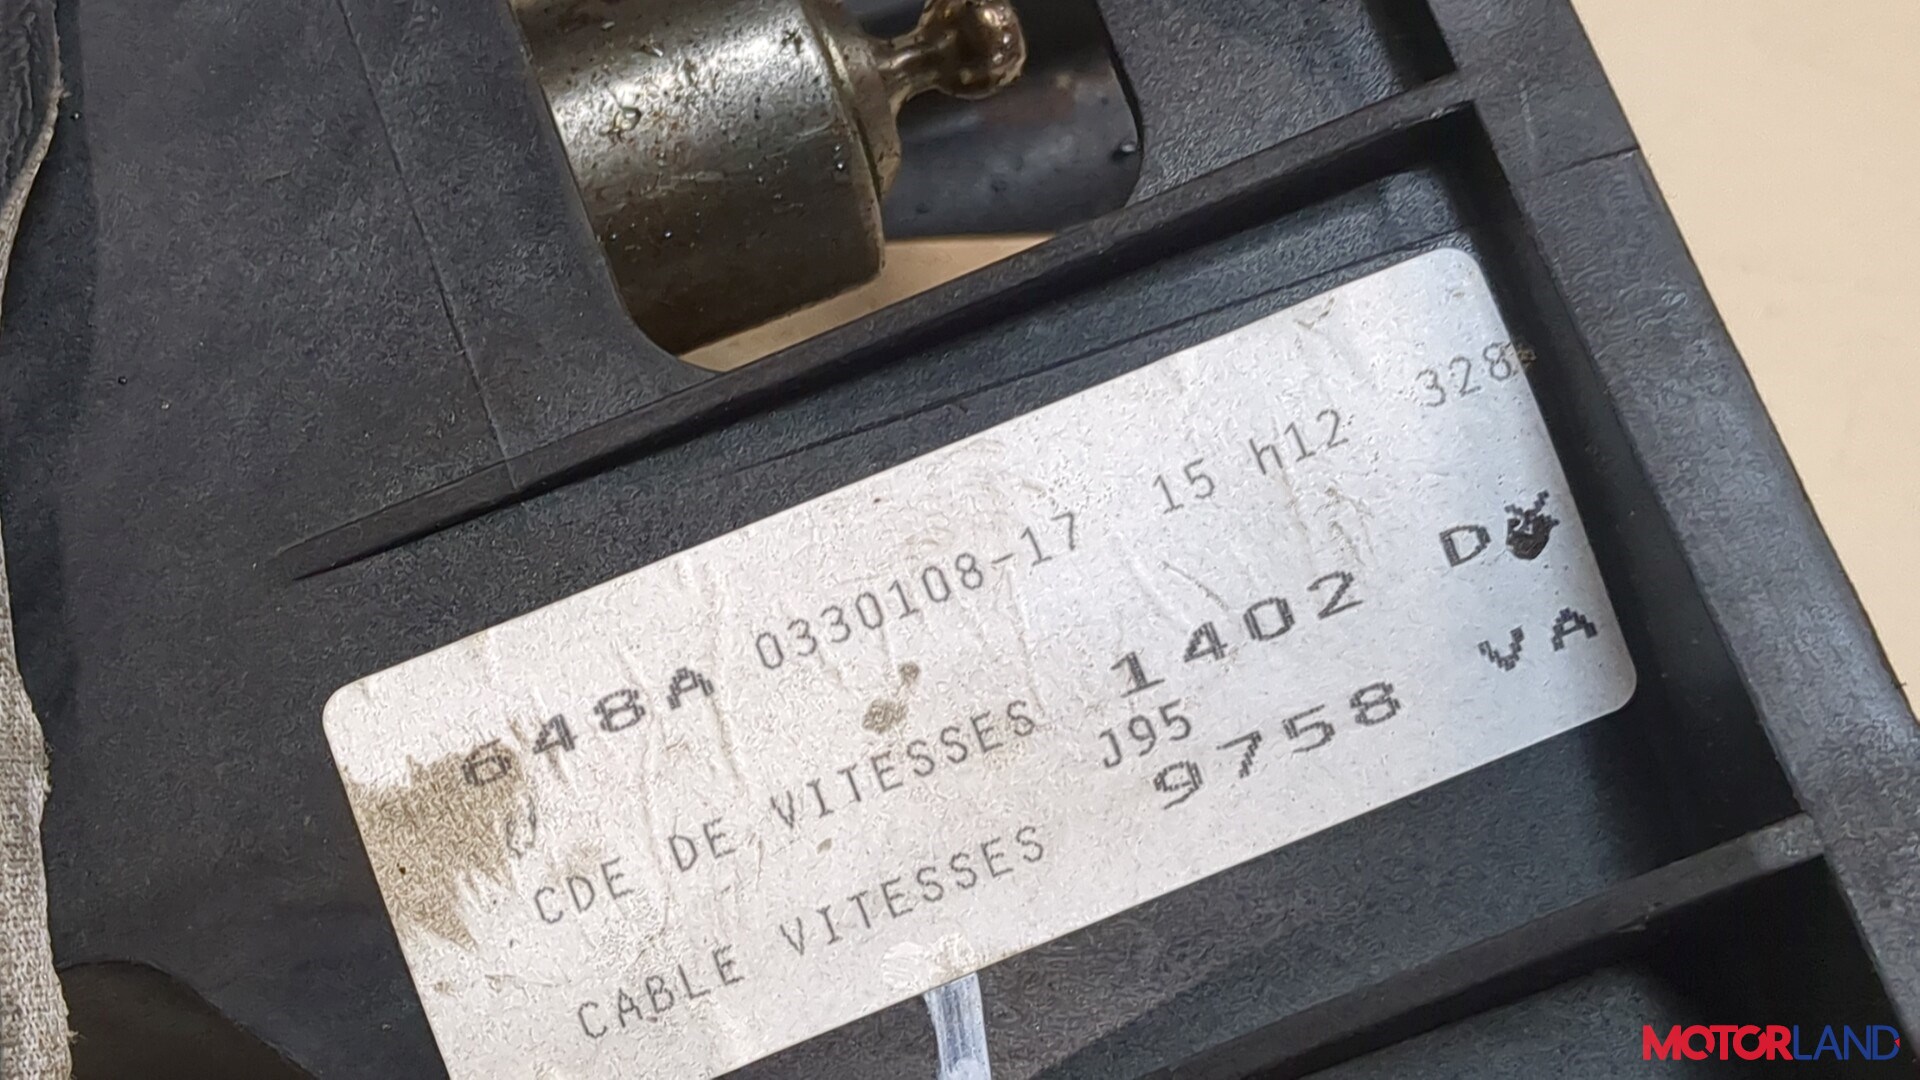 648A 0330108-17 15 h12 328
CDE DE VITESSES 1402
J95
CABLE VITESSES 9758 VA
MOTORLAND